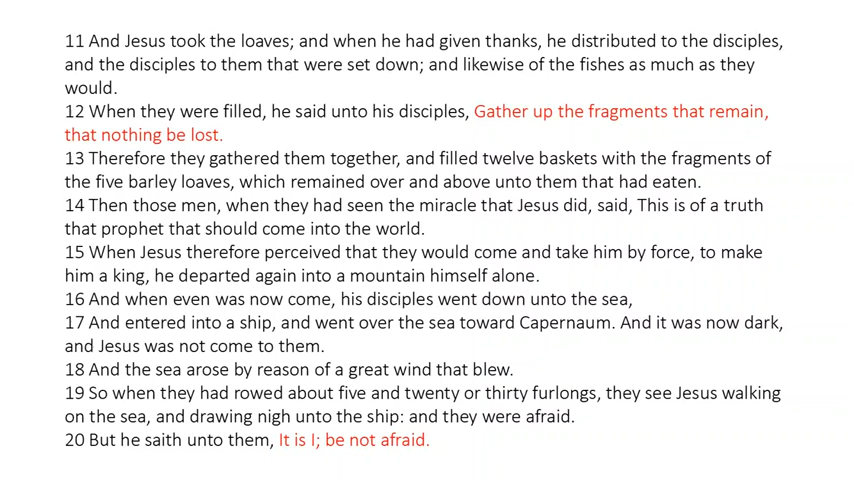 11 And Jesus took the loaves; and when he had given thanks, he distributed to the disciples,
and the disciples to them that were set down; and likewise of the fishes as much as they
would.
12 When they were filled, he said unto his disciples, Gather up the fragments that remain,
that nothing be lost.
13 Therefore they gathered them together, and filled twelve baskets with the fragments of
the five barley loaves, which remained over and above unto them that had eaten.
14 Then those men, when they had seen the miracle that Jesus did, said, This is of a truth
that prophet that should come into the world.
15 When Jesus therefore perceived that they would come and take him by force, to make
him a king, he departed again into a mountain himself alone.
16 And when even was now come, his disciples went down unto the sea,
17 And entered into a ship, and went over the sea toward Capernaum. And it was now dark,
and Jesus was not come to them.
18 And the sea arose by reason of a great wind that blew.
19 So when they had rowed about five and twenty or thirty furlongs, they see Jesus walking
on the sea, and drawing nigh unto the ship: and they were afraid.
20 But he saith unto them, It is I; be not afraid.